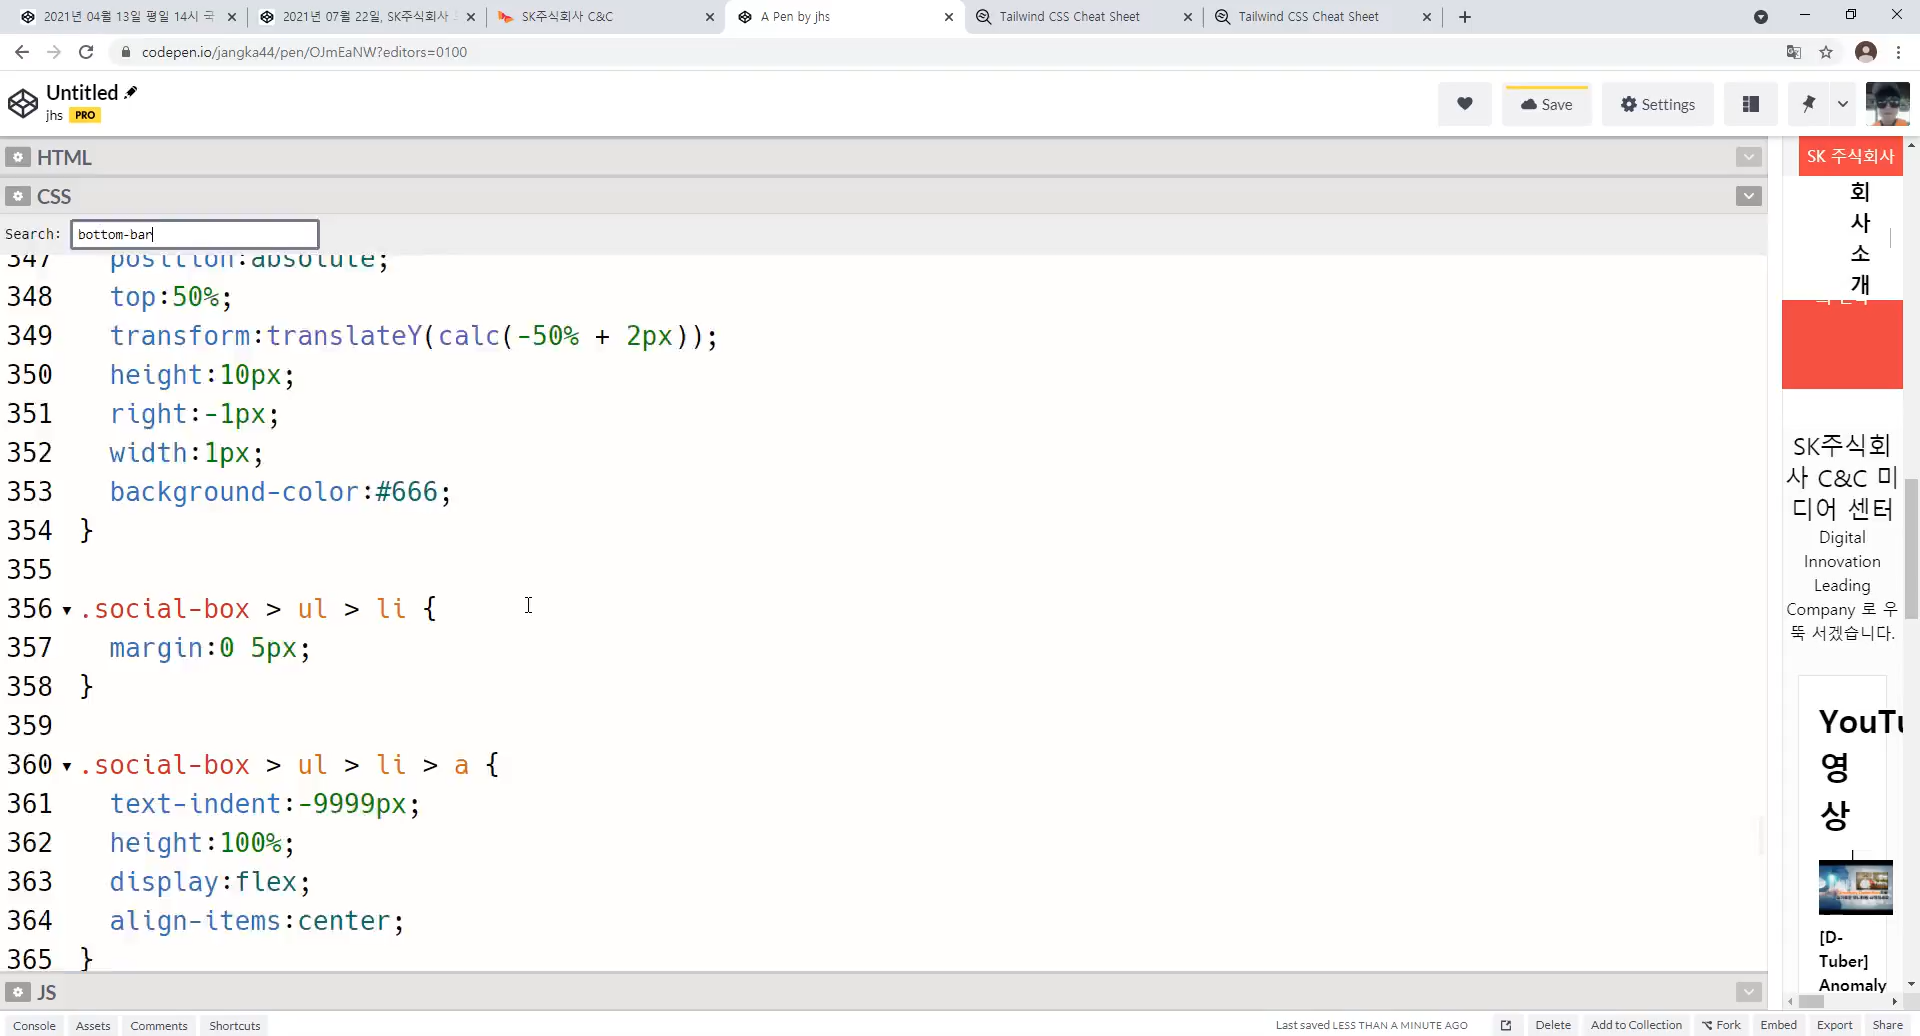 2021년 04월 13일 평일 14시 국
2021년 07월 22일, SK주식회사
SK주식회사 C&C
A Pen by jhs
Tailwind CSS Cheat Sheet
Tailwind CSS Cheat Sheet
codepen.io/jangka44/pen/OJmEaNW?editors=0100
Untitled
jhs PRO
Save
Settings
HTML
CSS
Search: bottom-bar
347 position:absolute;
348 top:50%;
349 transform:translateY(calc(-50% + 2px));
350 height:10px;
351 right:-1px;
352 width:1px;
353 background-color:#666;
354 }
355
356 .social-box > ul > li {
357 margin:0 5px;
358 }
359
360 .social-box > ul > li > a {
361 text-indent:-9999px;
362 height:100%;
363 display:flex;
364 align-items:center;
365 }
JS
SK 주식회사
회
사
소
개
SK주식회
사 C&C 미
디어 센터
Digital
Innovation
Leading
Company 로 우
뚝 서겠습니다.
YouTu
영
상
[D-
Tuber]
Anomaly
Console
Assets
Comments
Shortcuts
Last saved LESS THAN A MINUTE AGO
Delete
Add to Collection
Fork
Embed
Export
Share